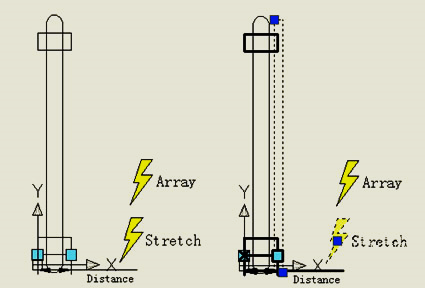 Array
Y
Stretch
X
Distance
Array
Y
Stretch
X
Distance